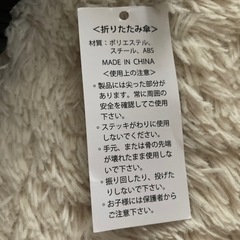 <折りたたみ傘>
材質:ポリエステル、
スチール、ABS
MADE IN CHINA
<使用上の注意>
・製品には尖った部分が
あります。常に周囲の
安全を確認してご使用
下さい。
・ステッキがわりに使用
しないで下さい。
・手元、または骨の先端
が壊れたまま使用しな
いで下さい。
・振り回したり、投げた
りしないで下さい。
・お子様には保護者から
ご注意下さい。